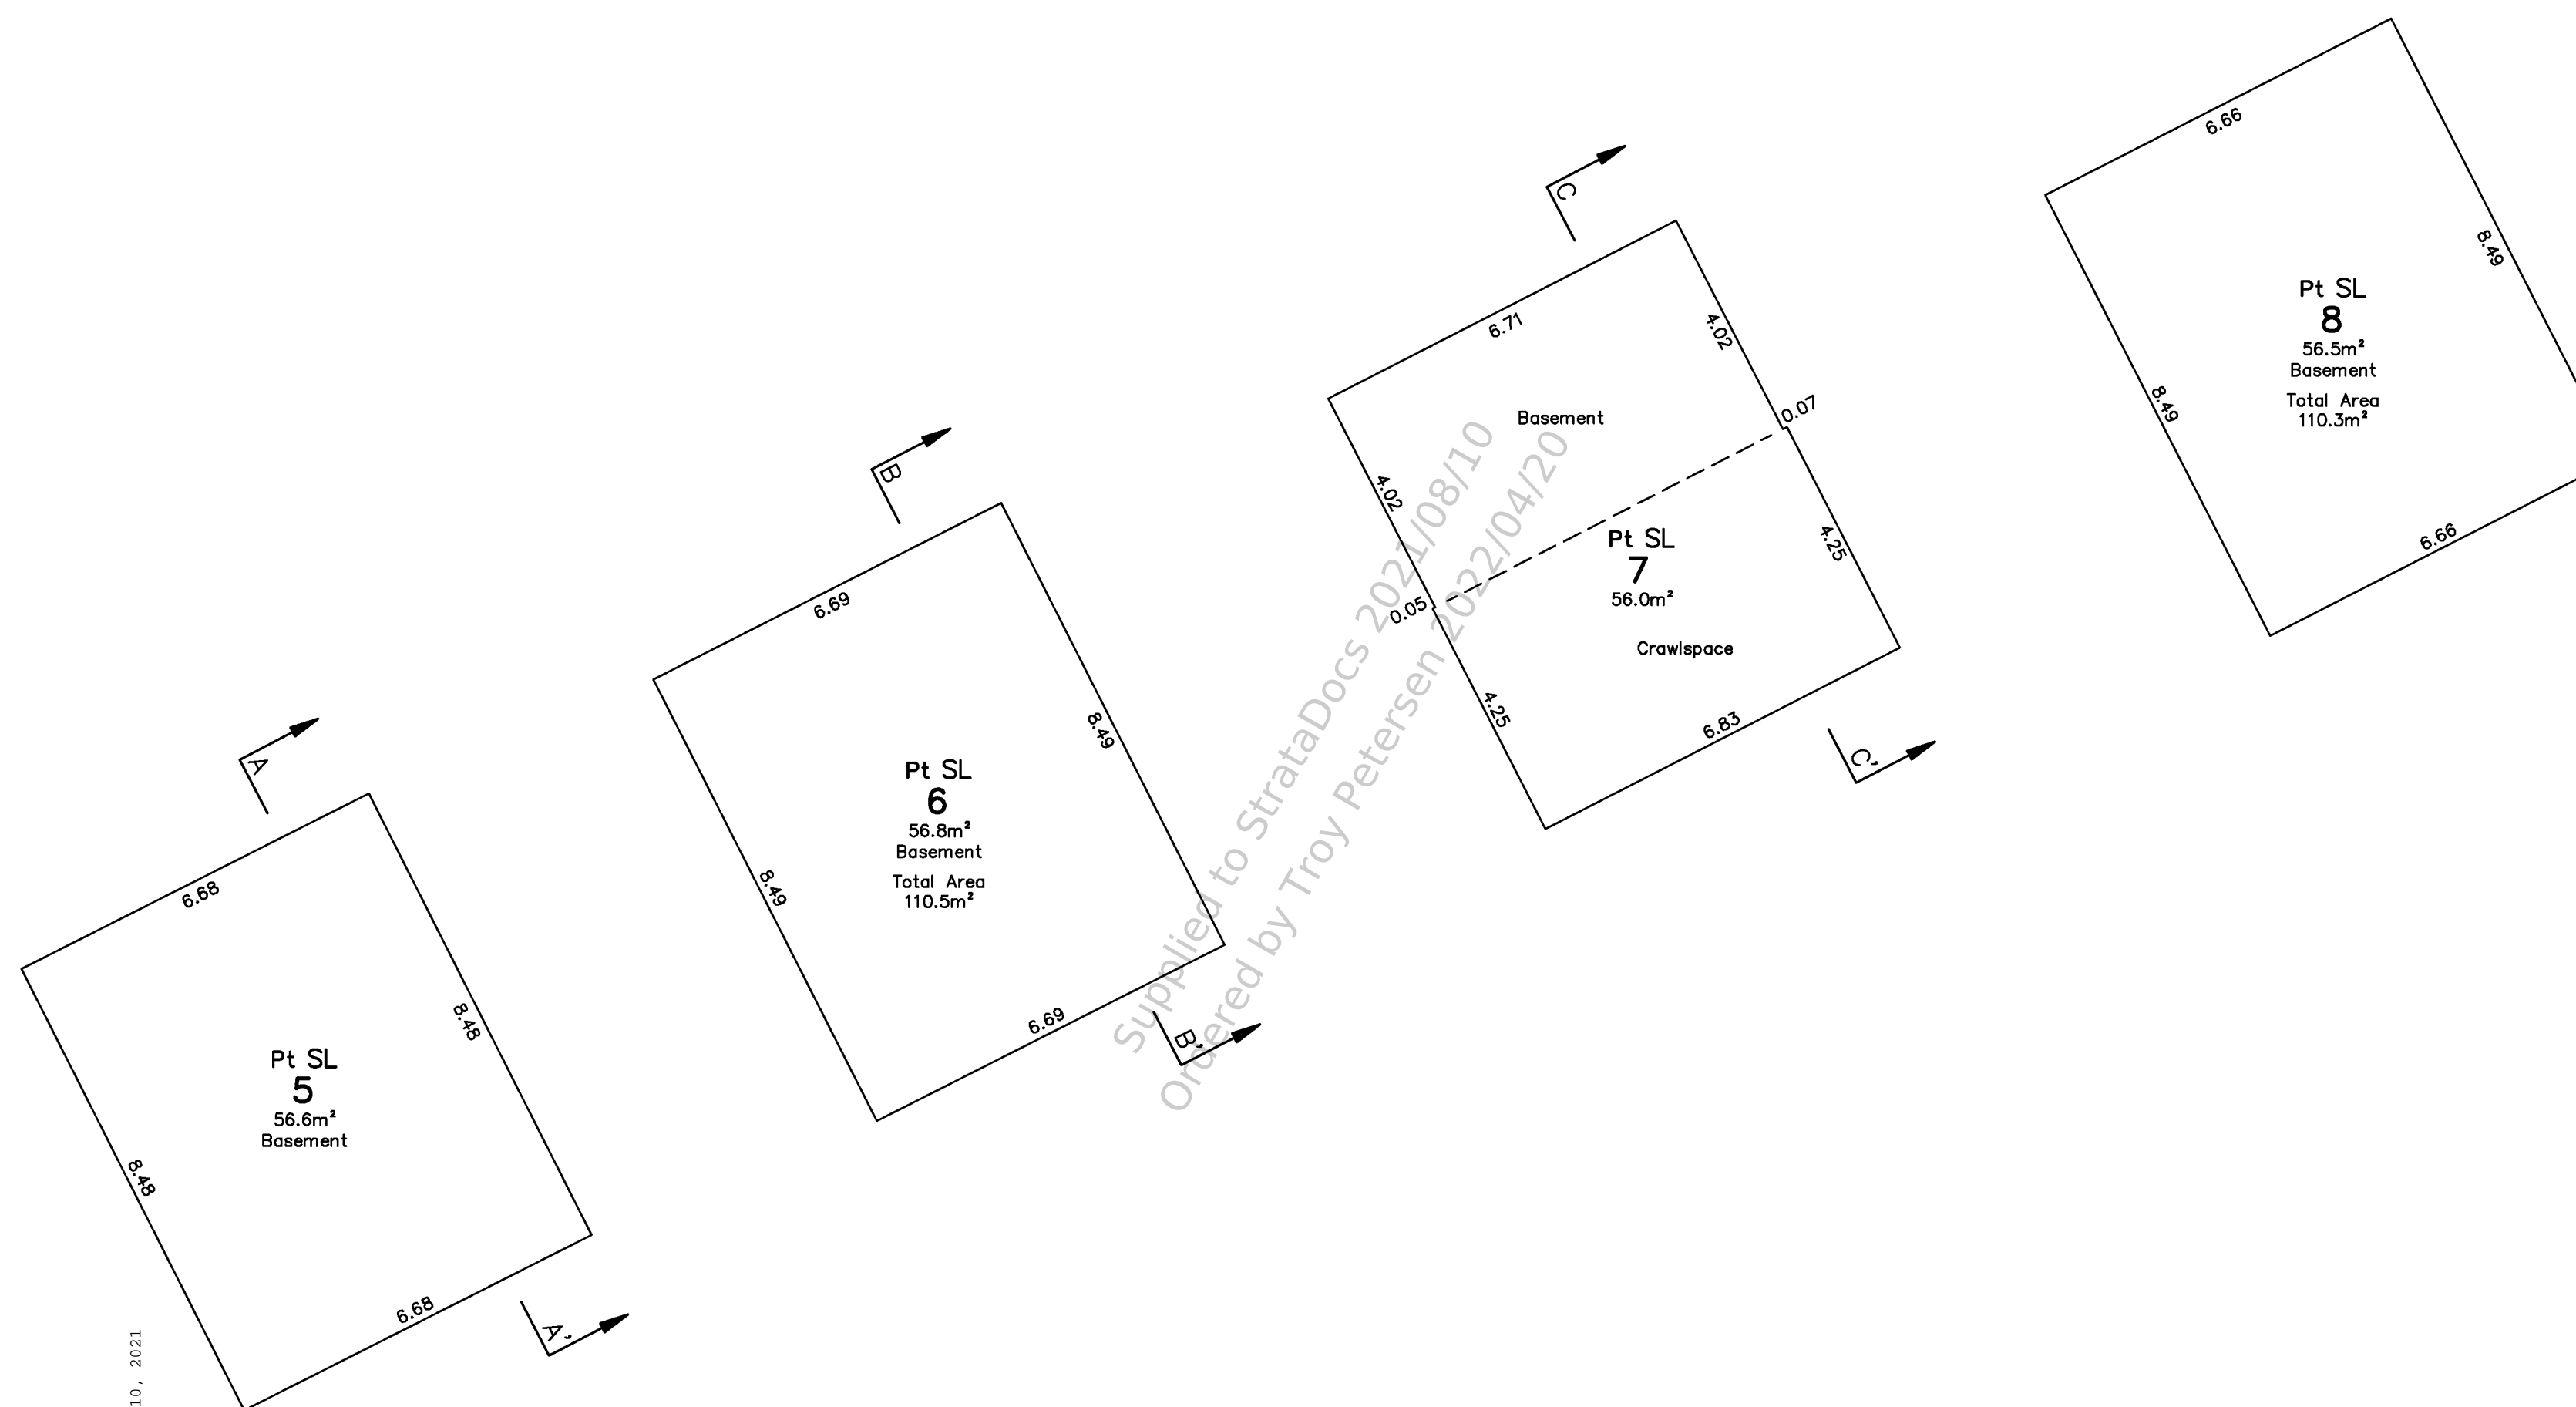 6.66
8.49
8.49
Pt SL
8
56.5m²
Basement
Total Area
110.3m²
6.66
C
6.71
4.02
0.07
Basement
4.02
Pt SL
7
56.0m²
4.25
0.05
Crawlspace
4.25
6.83
C'
B
6.69
8.49
Pt SL
6
56.8m²
Basement
Total Area
110.5m²
8.49
6.69
B'
A
6.68
8.48
Pt SL
5
56.6m²
Basement
8.48
6.68
A'
Supplied to StrataDocs 2021/08/10
Ordered by Troy Petersen 2022/04/20
10, 2021